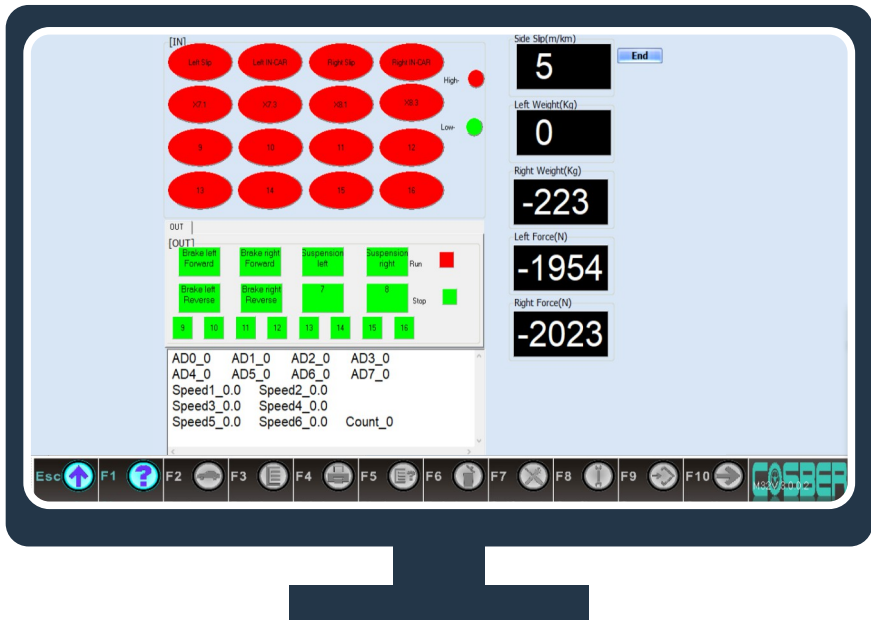 [IN]
Left Slip Left IN-CAR Right Slip Right IN-CAR
High-
X7.1 X7.3 X8.1 X8.3
Low-
9 10 11 12
13 14 15 16
OUT
[OUT]
Brake left Forward Brake right Forward Suspension left Suspension right Run
Brake left Reverse Brake right Reverse 7 8 Stop
9 10 11 12 13 14 15 16
AD0_0 AD1_0 AD2_0 AD3_0
AD4_0 AD5_0 AD6_0 AD7_0
Speed1_0.0 Speed2_0.0
Speed3_0.0 Speed4_0.0
Speed5_0.0 Speed6_0.0 Count_0
Side Slip(m/km)
5
End
Left Weight(Kg)
0
Right Weight(Kg)
-223
Left Force(N)
-1954
Right Force(N)
-2023
Esc F1 ? F2 F3 F4 F5 F6 F7 F8 F9 F10 COSBER